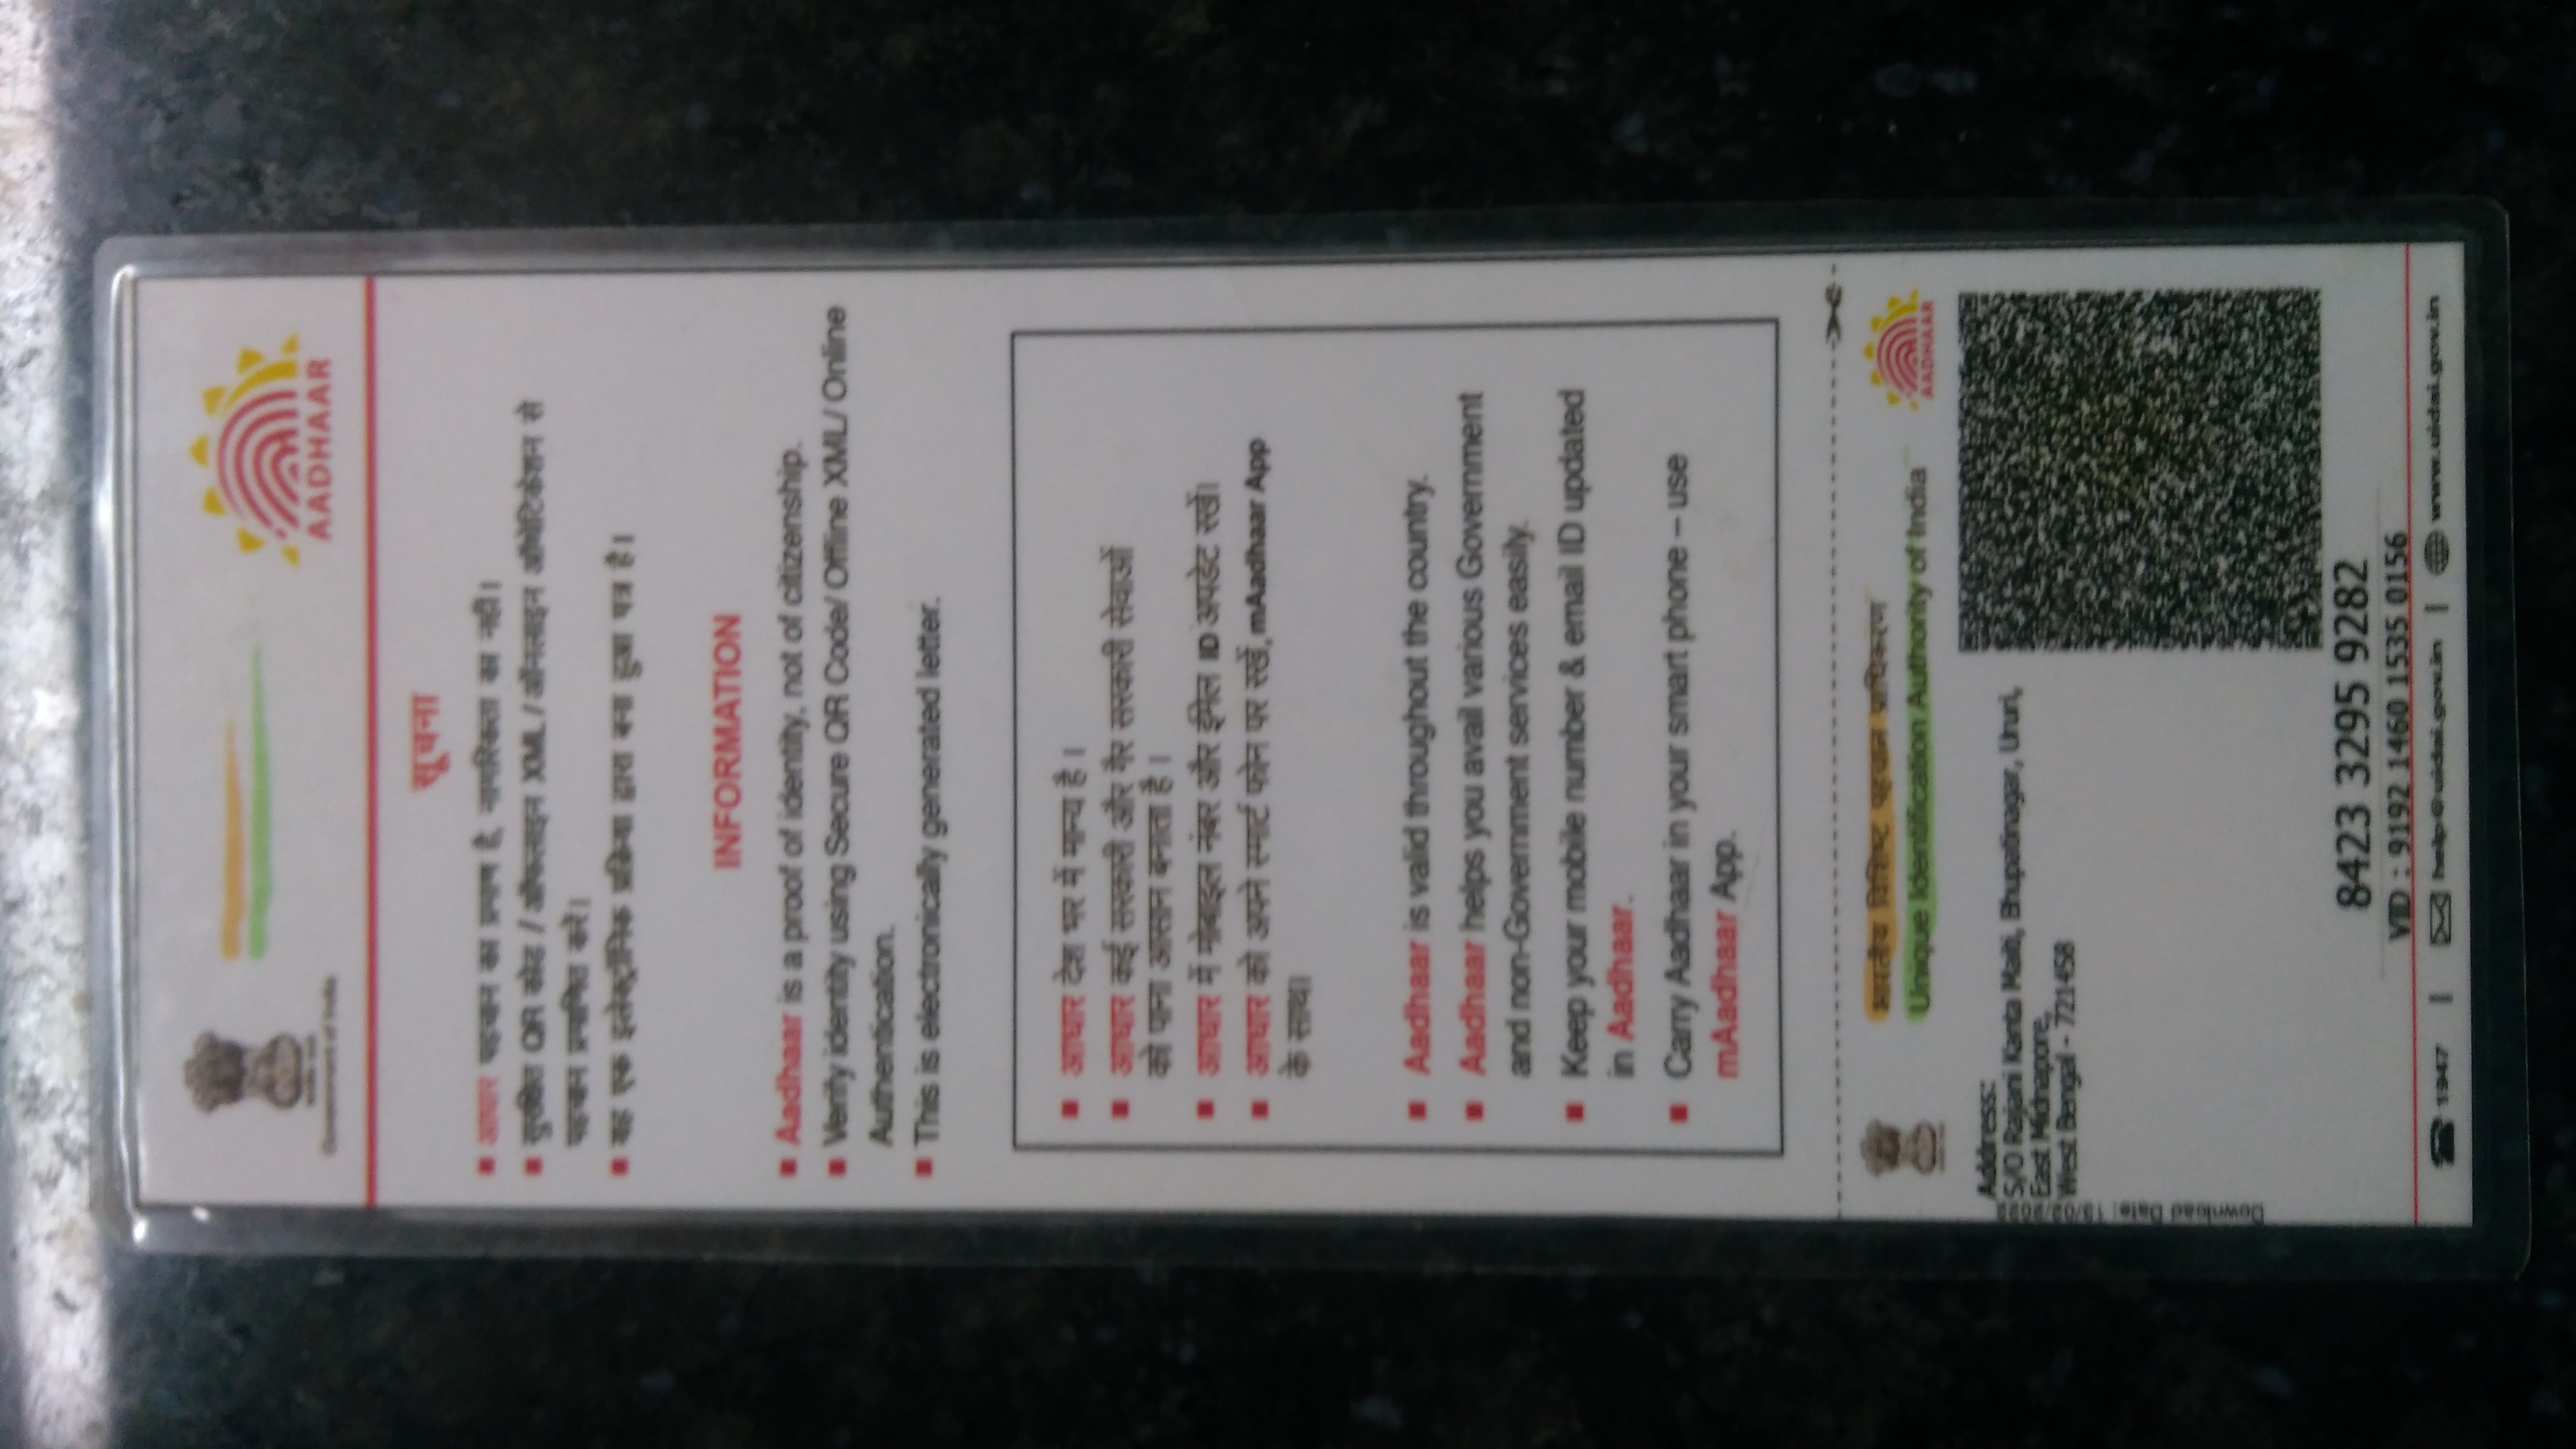 Government of India
AADHAAR
सूचना
आधार पहचान का प्रमाण है, नागरिकता का नहीं।
सुरक्षित QR कोड / ऑफलाइन XML / ऑनलाइन ऑथेंटिकेशन से
पहचान प्रमाणित करें।
यह एक इलेक्ट्रॉनिक प्रक्रिया द्वारा बना हुआ पत्र है।
INFORMATION
Aadhaar is a proof of identity, not of citizenship.
Verify identity using Secure QR Code/ Offline XML/ Online
Authentication.
This is electronically generated letter.
आधार देश भर में मान्य है।
आधार कई सरकारी और गैर सरकारी सेवाओं
को पाना आसान बनाता है।
आधार में मोबाइल नंबर और ईमेल ID अपडेट रखें।
आधार को अपने स्मार्ट फोन पर रखें, mAadhaar App
के साथ।
Aadhaar is valid throughout the country.
Aadhaar helps you avail various Government
and non-Government services easily.
Keep your mobile number & email ID updated
in Aadhaar.
Carry Aadhaar in your smart phone – use
mAadhaar App.
भारतीय विशिष्ट पहचान प्राधिकरण
Unique Identification Authority of India
AADHAAR
Address:
S/O Rajani Kanta Maiti, Bhupatinagar, Ururi,
East Midnapore,
West Bengal - 721458
Download Date:
8423 3295 9282
VID : 9192 1460 1535 0156
1947 | help@uidai.gov.in | www.uidai.gov.in